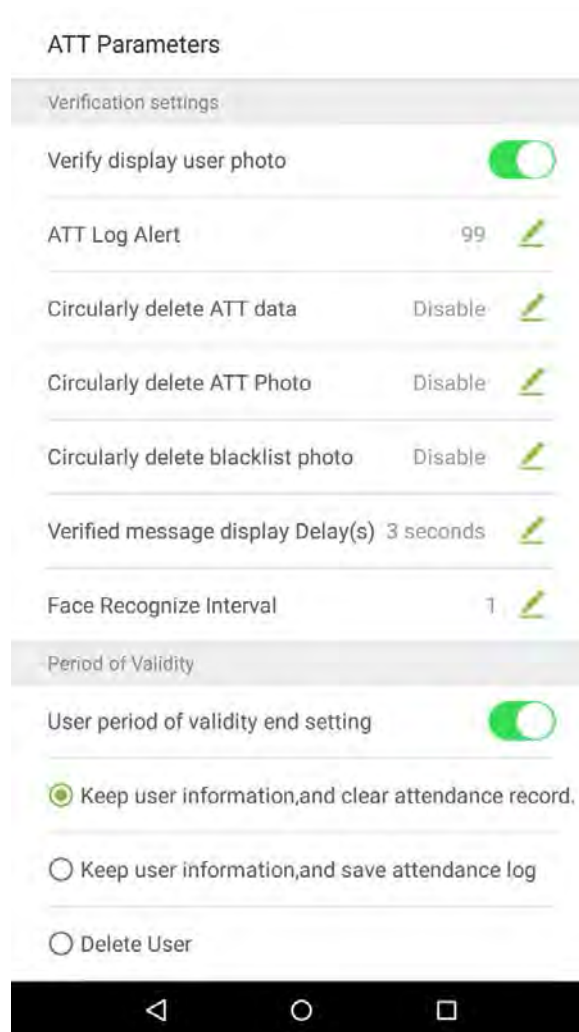 ATT Parameters
Verification settings
Verify display user photo
ATT Log Alert 99
Circularly delete ATT data Disable
Circularly delete ATT Photo Disable
Circularly delete blacklist photo Disable
Verified message display Delay(s) 3 seconds
Face Recognize Interval 1
Period of Validity
User period of validity end setting
Keep user information,and clear attendance record.
Keep user information,and save attendance log
Delete User